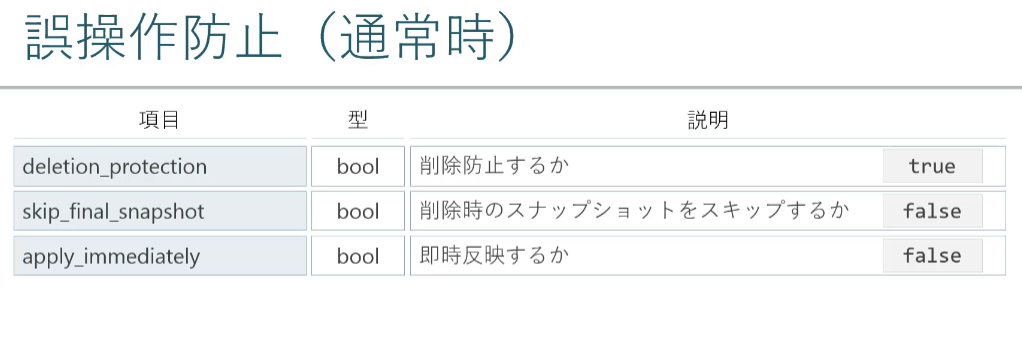 誤操作防止（通常時）
項目 型 説明
deletion_protection bool 削除防止するか true
skip_final_snapshot bool 削除時のスナップショットをスキップするか false
apply_immediately bool 即時反映するか false